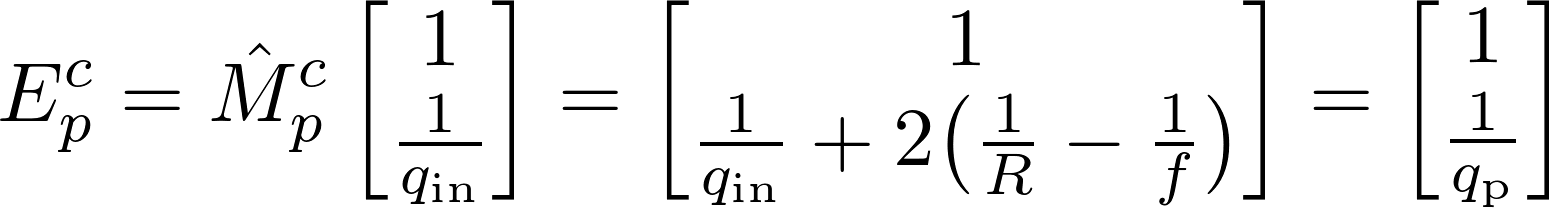 $E_p^c = \hat{M}_p^c \begin{bmatrix} 1 \\ \frac{1}{q_{\text{in}}} \end{bmatrix} = \begin{bmatrix} 1 \\ \frac{1}{q_{\text{in}}} + 2\left(\frac{1}{R} - \frac{1}{f}\right) \end{bmatrix} = \begin{bmatrix} 1 \\ \frac{1}{q_{\text{p}}} \end{bmatrix}$